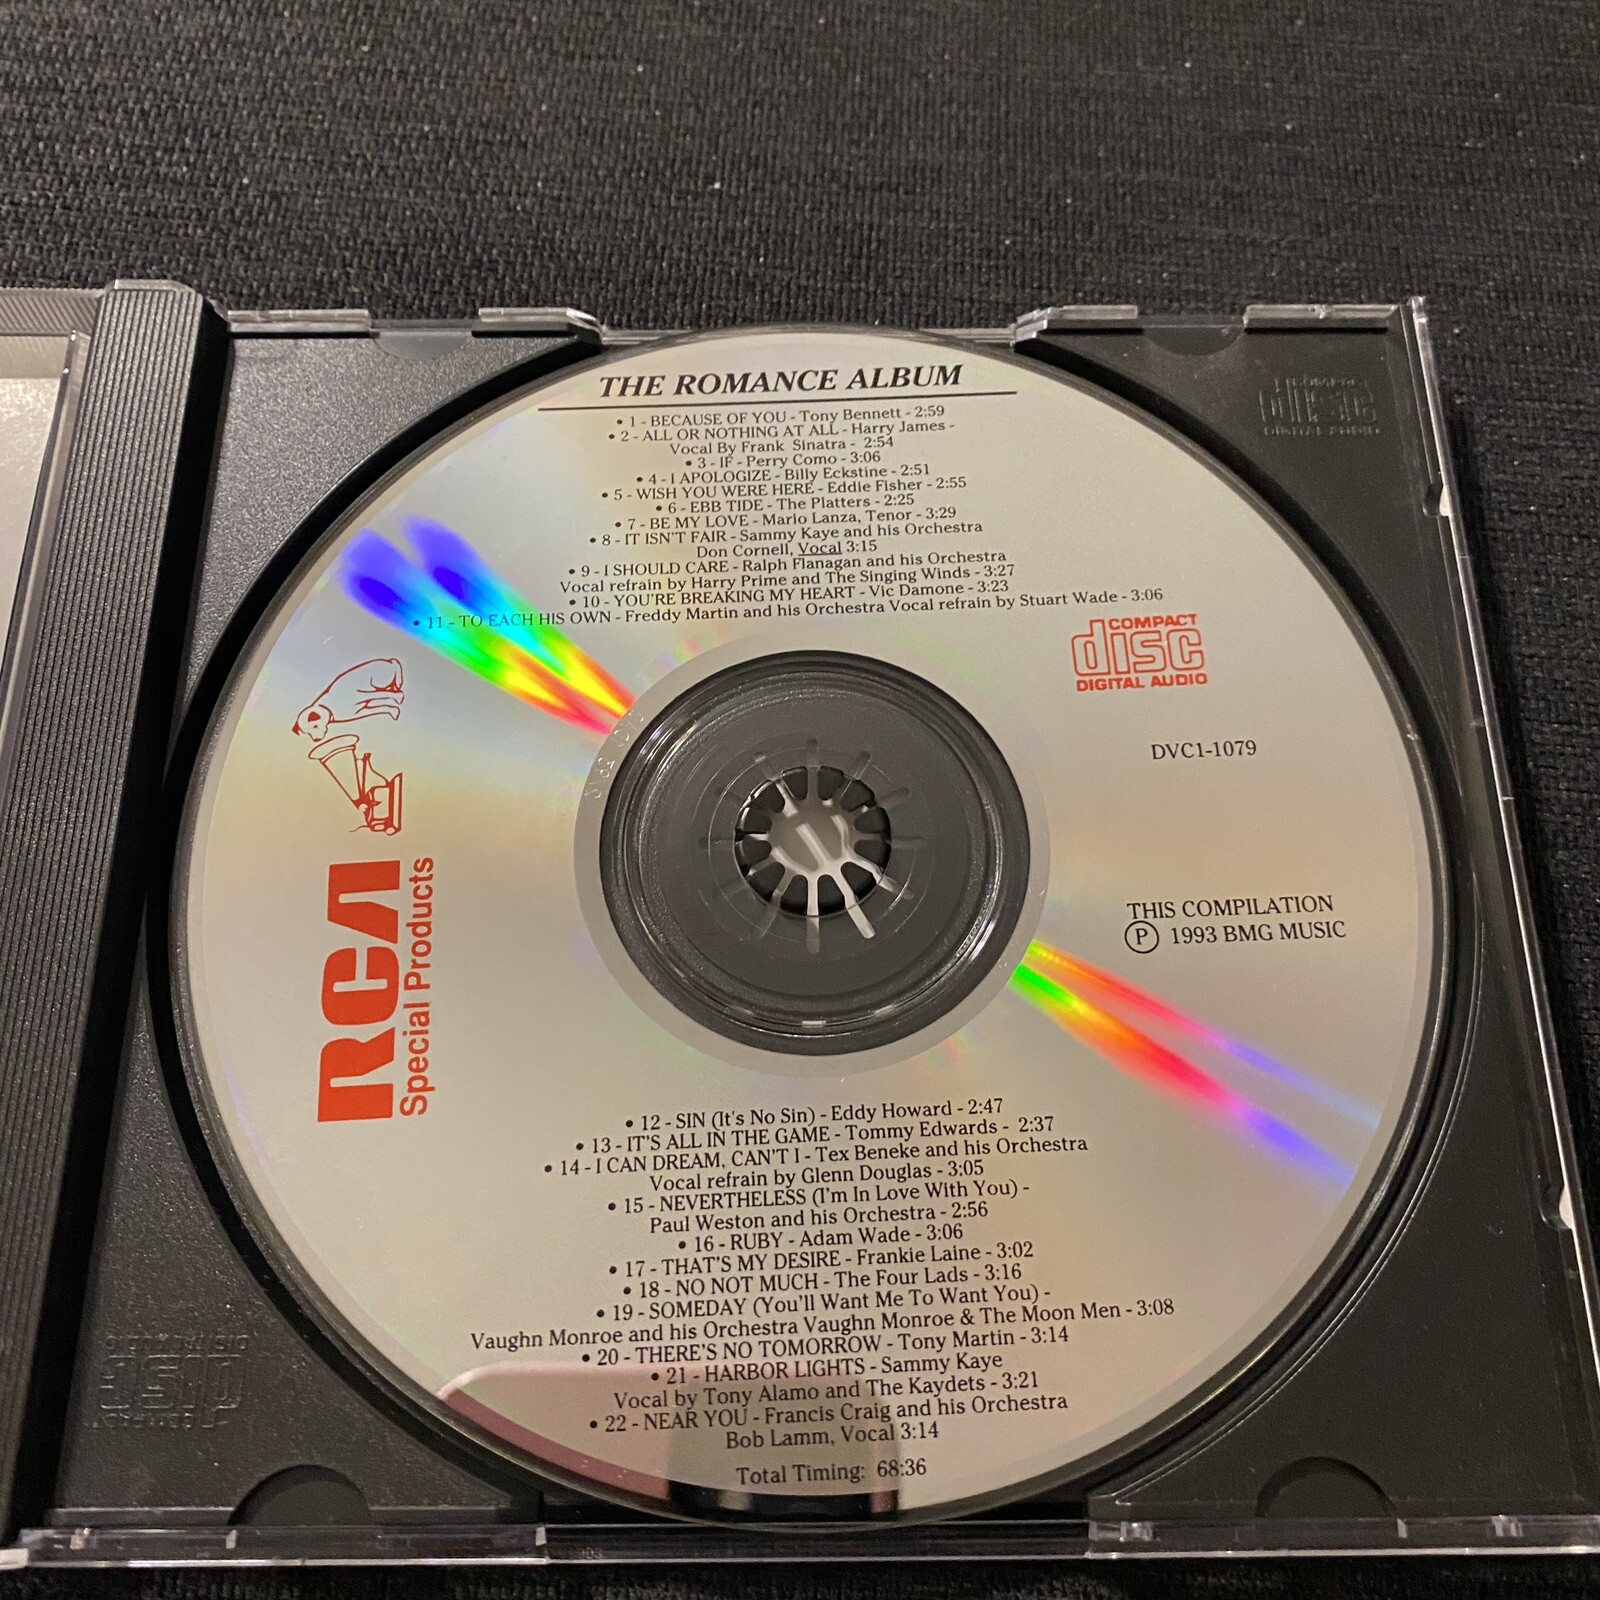 THE ROMANCE ALBUM
• 1 - BECAUSE OF YOU - Tony Bennett - 2:59
• 2 - ALL OR NOTHING AT ALL - Harry James -
Vocal By Frank Sinatra - 2:54
• 3 - IF - Perry Como - 3:06
• 4 - I APOLOGIZE - Billy Eckstine - 2:51
• 5 - WISH YOU WERE HERE - Eddie Fisher - 2:55
• 6 - EBB TIDE - The Platters - 2:25
• 7 - BE MY LOVE - Mario Lanza, Tenor - 3:29
• 8 - IT ISN'T FAIR - Sammy Kaye and his Orchestra
Don Cornell, Vocal 3:15
• 9 - I SHOULD CARE - Ralph Flanagan and his Orchestra
Vocal refrain by Harry Prime and The Singing Winds - 3:27
• 10 - YOU'RE BREAKING MY HEART - Vic Damone - 3:23
• 11 - TO EACH HIS OWN - Freddy Martin and his Orchestra Vocal refrain by Stuart Wade - 3:06
COMPACT
disc
DIGITAL AUDIO
DVC1-1079
THIS COMPILATION
Ⓟ 1993 BMG MUSIC
RCA
Special Products
• 12 - SIN (It's No Sin) - Eddy Howard - 2:47
• 13 - IT'S ALL IN THE GAME - Tommy Edwards - 2:37
• 14 - I CAN DREAM, CAN'T I - Tex Beneke and his Orchestra
Vocal refrain by Glenn Douglas - 3:05
• 15 - NEVERTHELESS (I'm In Love With You) -
Paul Weston and his Orchestra - 2:56
• 16 - RUBY - Adam Wade - 3:06
• 17 - THAT'S MY DESIRE - Frankie Laine - 3:02
• 18 - NO NOT MUCH - The Four Lads - 3:16
• 19 - SOMEDAY (You'll Want Me To Want You) -
Vaughn Monroe and his Orchestra Vaughn Monroe & The Moon Men - 3:08
• 20 - THERE'S NO TOMORROW - Tony Martin - 3:14
• 21 - HARBOR LIGHTS - Sammy Kaye
Vocal by Tony Alamo and The Kaydets - 3:21
• 22 - NEAR YOU - Francis Craig and his Orchestra
Bob Lamm, Vocal 3:14
Total Timing: 68:36
COMPACT
disc
DIGITAL AUDIO